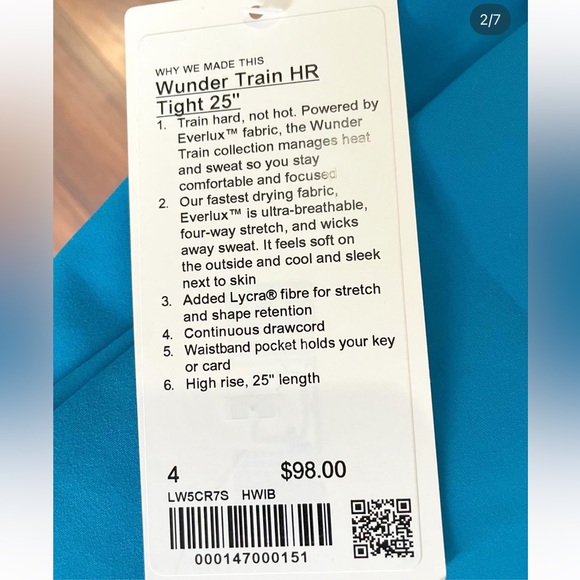 2/7
WHY WE MADE THIS
Wunder Train HR
Tight 25"
1. Train hard, not hot. Powered by
Everlux™ fabric, the Wunder
Train collection manages heat
and sweat so you stay
comfortable and focused
2. Our fastest drying fabric,
Everlux™ is ultra-breathable,
four-way stretch, and wicks
away sweat. It feels soft on
the outside and cool and sleek
next to skin
3. Added Lycra® fibre for stretch
and shape retention
4. Continuous drawcord
5. Waistband pocket holds your key
or card
6. High rise, 25" length
4 $98.00
LW5CR7S HWIB
000147000151